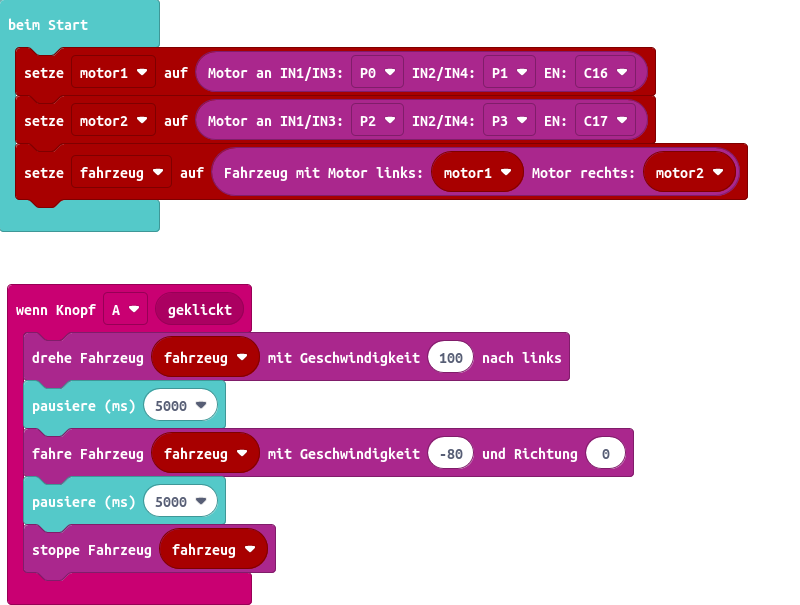 beim Start
setze motor1 auf Motor an IN1/IN3: P0 IN2/IN4: P1 EN: C16
setze motor2 auf Motor an IN1/IN3: P2 IN2/IN4: P3 EN: C17
setze fahrzeug auf Fahrzeug mit Motor links: motor1 Motor rechts: motor2
wenn Knopf A geklickt
drehe Fahrzeug fahrzeug mit Geschwindigkeit 100 nach links
pausiere (ms) 5000
fahre Fahrzeug fahrzeug mit Geschwindigkeit -80 und Richtung 0
pausiere (ms) 5000
stoppe Fahrzeug fahrzeug